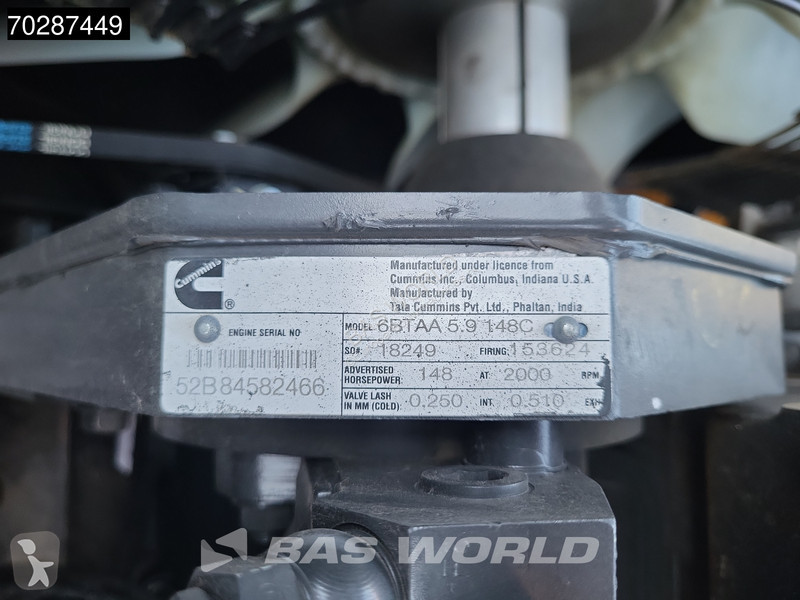 70287449
Cummins
®
Manufactured under licence from
Cummins Inc., Columbus, Indiana U.S.A.
Manufactured by
Tata Cummins Pvt. Ltd., Phaltan, India
ENGINE SERIAL NO
52B84582466
MODEL 6BTAA 5.9 148C
SO#: 18249 FIRING: 153624
ADVERTISED
HORSEPOWER: 148 AT 2000 RPM
VALVE LASH
IN MM (COLD): 0.250 INT. 0.510 EXH
BAS WORLD